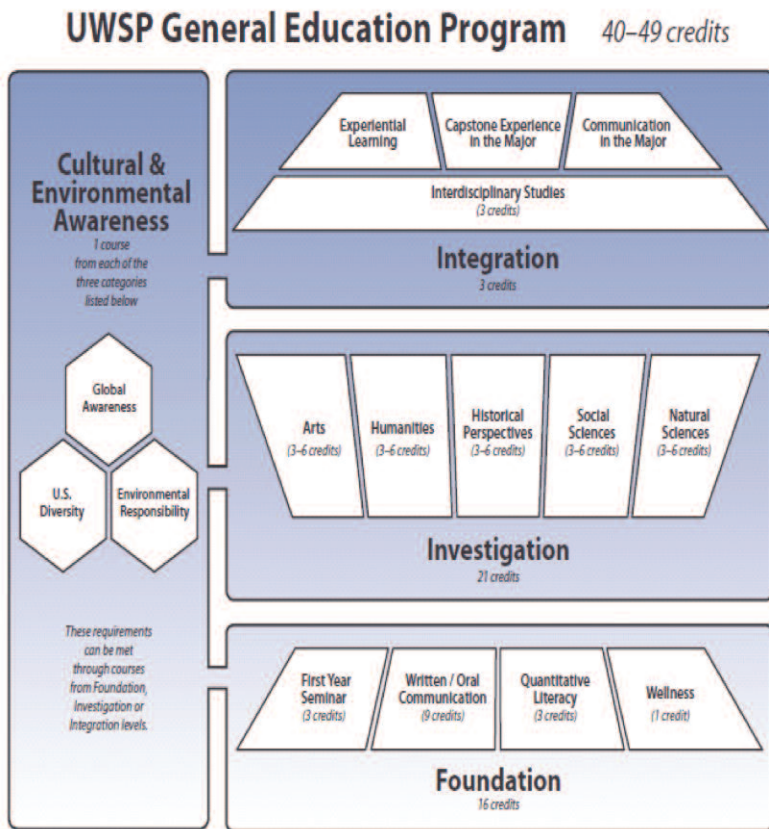 UWSP General Education Program 40–49 credits
Cultural &
Environmental
Awareness
1 course
from each of the
three categories
listed below
Global
Awareness
U.S.
Diversity
Environmental
Responsibility
These requirements
can be met
through courses
from Foundation,
Investigation or
Integration levels.
Experiential
Learning
Capstone Experience
in the Major
Communication
in the Major
Interdisciplinary Studies
(3 credits)
Integration
3 credits
Arts
(3–6 credits)
Humanities
(3–6 credits)
Historical
Perspectives
(3–6 credits)
Social
Sciences
(3–6 credits)
Natural
Sciences
(3–6 credits)
Investigation
21 credits
First Year
Seminar
(3 credits)
Written / Oral
Communication
(9 credits)
Quantitative
Literacy
(3 credits)
Wellness
(1 credit)
Foundation
16 credits